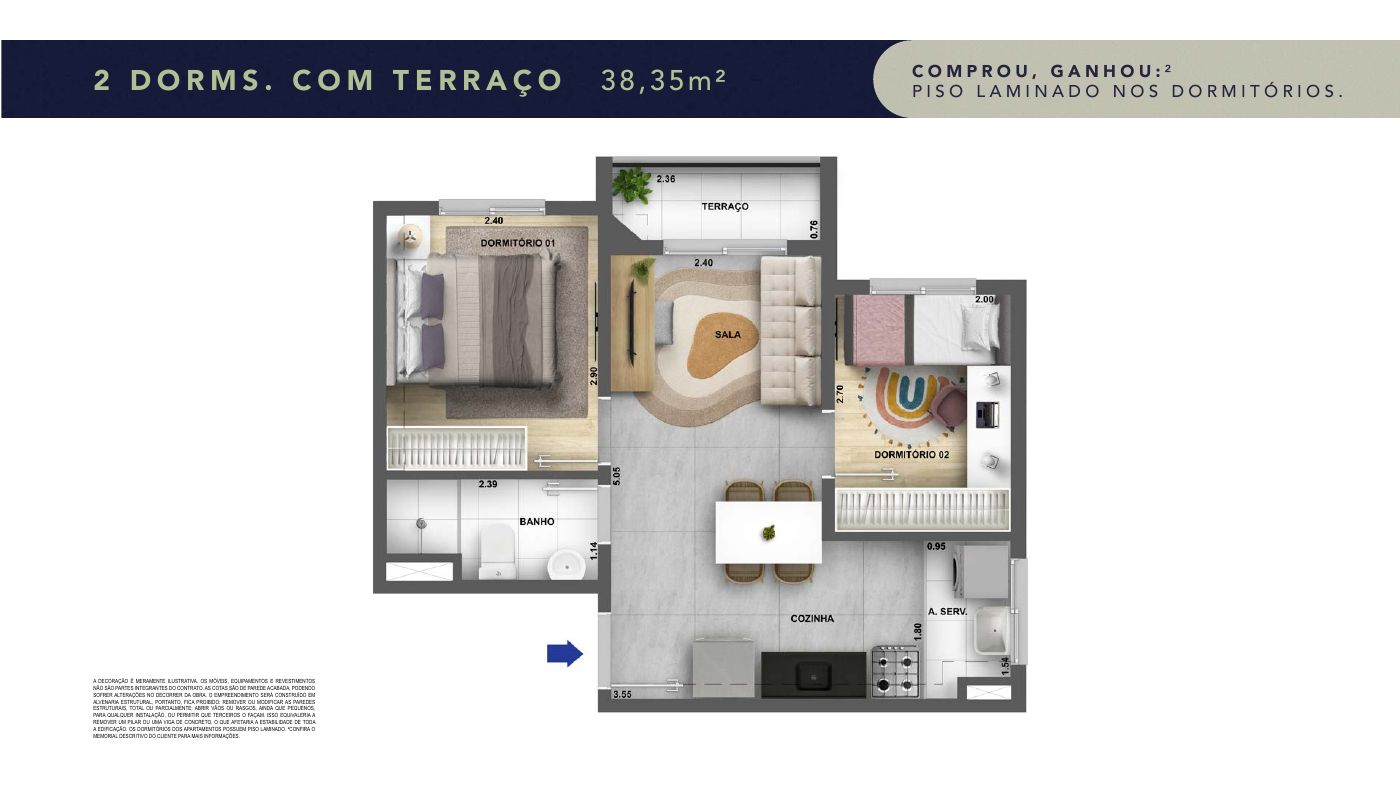 2 DORMS. COM TERRAÇO 38,35m²
COMPROU, GANHOU:²
PISO LAMINADO NOS DORMITÓRIOS.
2.36
TERRAÇO
0.76
2.40
DORMITÓRIO 01
2.90
2.40
SALA
2.00
2.70
DORMITÓRIO 02
5.05
2.39
BANHO
1.14
0.95
A. SERV.
COZINHA
1.80
1.54
3.55
A DECORAÇÃO É MERAMENTE ILUSTRATIVA. OS MÓVEIS, EQUIPAMENTOS E REVESTIMENTOS
NÃO SÃO PARTES INTEGRANTES DO CONTRATO. AS COTAS SÃO DE PAREDE ACABADA, PODENDO
SOFRER ALTERAÇÕES NO DECORRER DA OBRA. O EMPREENDIMENTO SERÁ CONSTRUÍDO EM
ALVENARIA ESTRUTURAL, PORTANTO, FICA PROIBIDO: REMOVER OU MODIFICAR AS PAREDES
ESTRUTURAIS, TOTAL OU PARCIALMENTE; ABRIR VÃOS OU RASGOS, AINDA QUE PEQUENOS,
PARA QUALQUER INSTALAÇÃO, OU PERMITIR QUE TERCEIROS O FAÇAM. ISSO EQUIVALERIA A
REMOVER UM PILAR OU UMA VIGA DE CONCRETO, O QUE AFETARIA A ESTABILIDADE DE TODA
A EDIFICAÇÃO. OS DORMITÓRIOS DOS APARTAMENTOS POSSUEM PISO LAMINADO. ²CONFIRA O
MEMORIAL DESCRITIVO DO CLIENTE PARA MAIS INFORMAÇÕES.